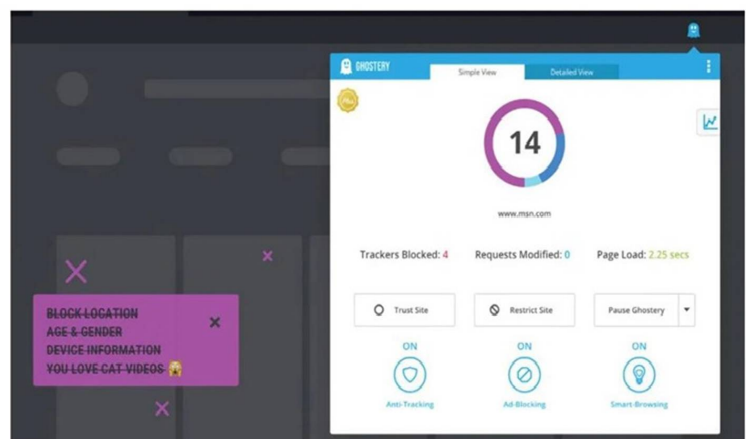 GHOSTERY
Simple View
Detailed View
Plus
14
www.msn.com
Trackers Blocked: 4
Requests Modified: 0
Page Load: 2.25 secs
Trust Site
Restrict Site
Pause Ghostery
ON
ON
ON
Anti-Tracking
Ad-Blocking
Smart-Browsing
BLOCK LOCATION
AGE & GENDER
DEVICE INFORMATION
YOU LOVE CAT VIDEOS 🙀